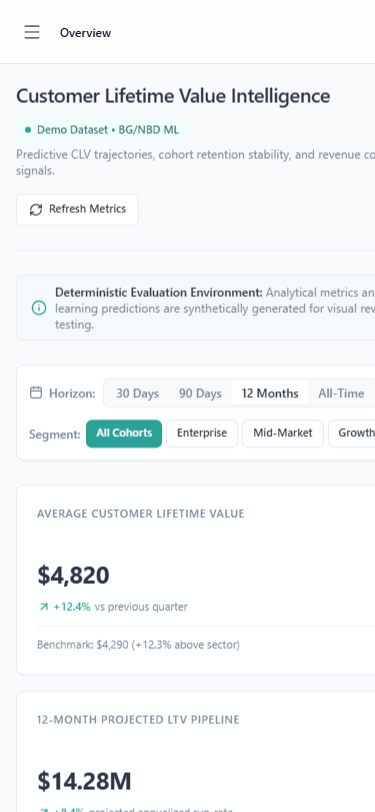 Overview
Customer Lifetime Value Intelligence
Demo Dataset • BG/NBD ML
Predictive CLV trajectories, cohort retention stability, and revenue
signals.
Refresh Metrics
Deterministic Evaluation Environment: Analytical metrics
learning predictions are synthetically generated for visual
testing.
Horizon: 30 Days 90 Days 12 Months All-Time
Segment: All Cohorts Enterprise Mid-Market Growth
AVERAGE CUSTOMER LIFETIME VALUE
$4,820
+12.4% vs previous quarter
Benchmark: $4,290 (+12.3% above sector)
12-MONTH PROJECTED LTV PIPELINE
$14.28M